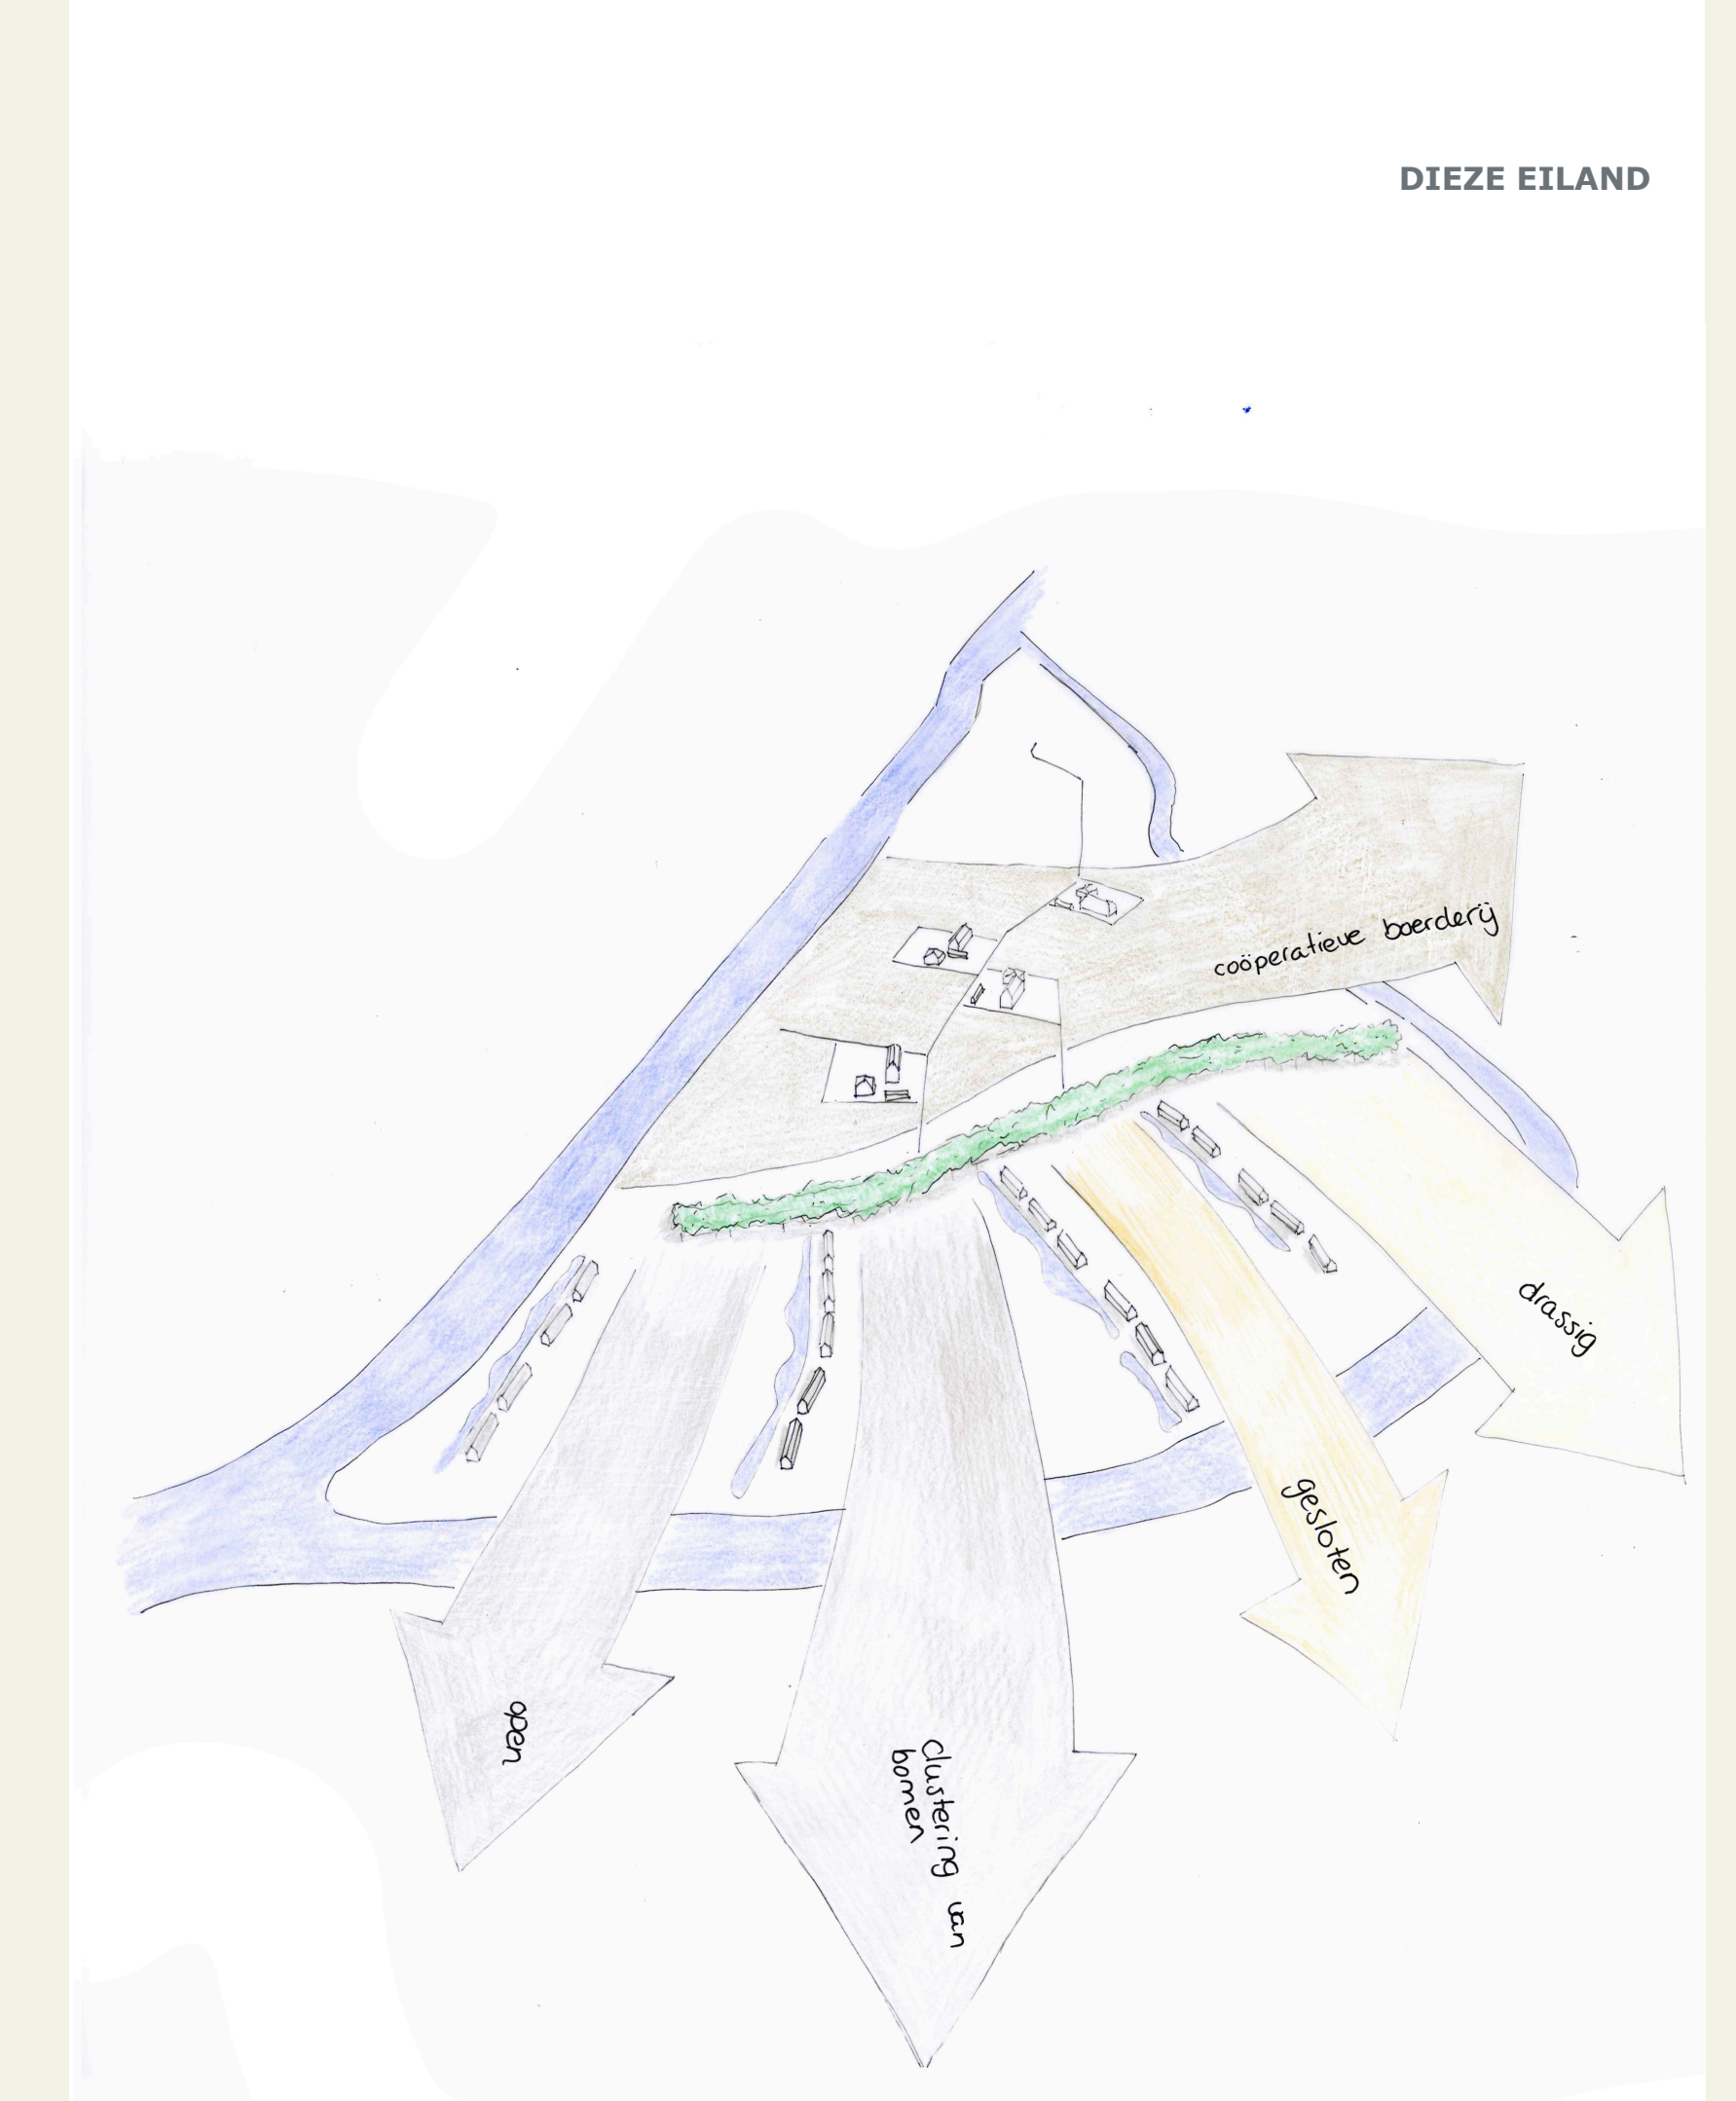 DIEZE EILAND
coöperatieve boerderij
drassig
gesloten
open
Clustering van
bomen